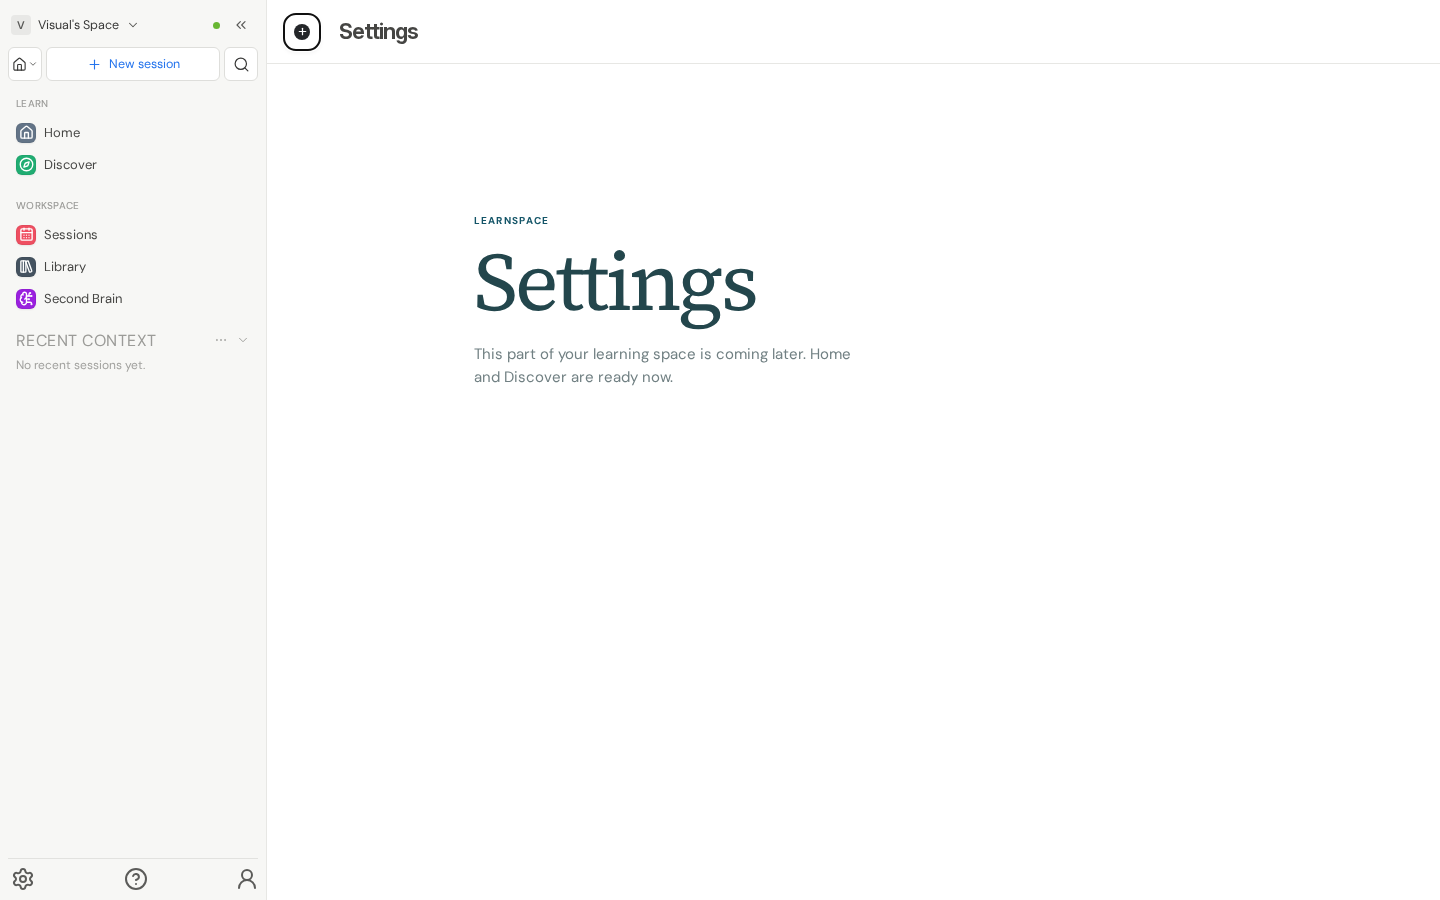 V Visual's Space
New session
LEARN
Home
Discover
WORKSPACE
Sessions
Library
Second Brain
RECENT CONTEXT
No recent sessions yet.
Settings
LEARNSPACE
Settings
This part of your learning space is coming later. Home
and Discover are ready now.